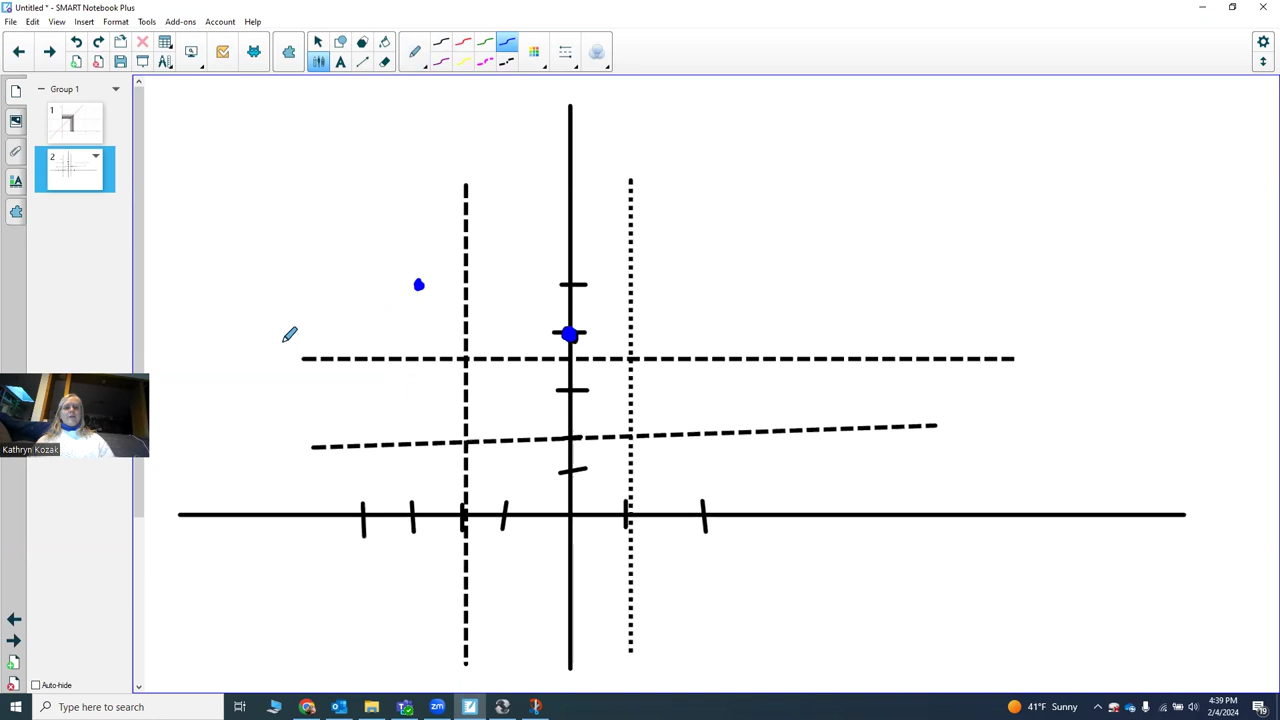 Untitled * - SMART Notebook Plus
File Edit View Insert Format Tools Add-ons Account Help
Group 1
1
2
Kathryn Kozak
Auto-hide
Type here to search
zm
41°F Sunny
4:39 PM
2/4/2024
19